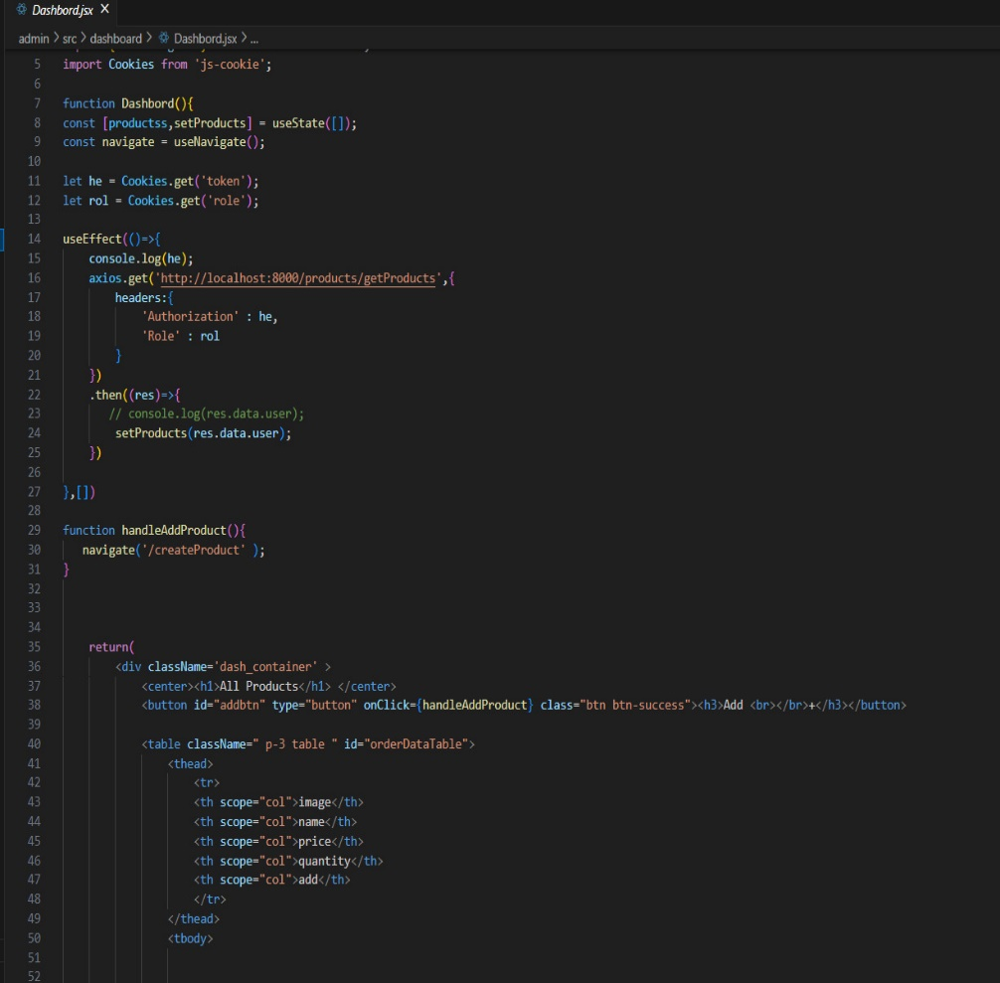 Dashbord.jsx X
admin > src > dashboard > Dashbord.jsx > ...
5 import Cookies from 'js-cookie';
6
7 function Dashbord(){
8 const [productss,setProducts] = useState([]);
9 const navigate = useNavigate();
10
11 let he = Cookies.get('token');
12 let rol = Cookies.get('role');
13
14 useEffect(()=>{
15 console.log(he);
16 axios.get('http://localhost:8000/products/getProducts',{
17 headers:{
18 'Authorization' : he,
19 'Role' : rol
20 }
21 })
22 .then((res)=>{
23 // console.log(res.data.user);
24 setProducts(res.data.user);
25 })
26
27 },[])
28
29 function handleAddProduct(){
30 navigate('/createProduct' );
31 }
32
33
34
35 return(
36 <div className='dash_container' >
37 <center><h1>All Products</h1> </center>
38 <button id="addbtn" type="button" onClick={handleAddProduct} class="btn btn-success"><h3>Add <br></br>+</h3></button>
39
40 <table className=" p-3 table " id="orderDataTable">
41 <thead>
42 <tr>
43 <th scope="col">image</th>
44 <th scope="col">name</th>
45 <th scope="col">price</th>
46 <th scope="col">quantity</th>
47 <th scope="col">add</th>
48 </tr>
49 </thead>
50 <tbody>
51
52